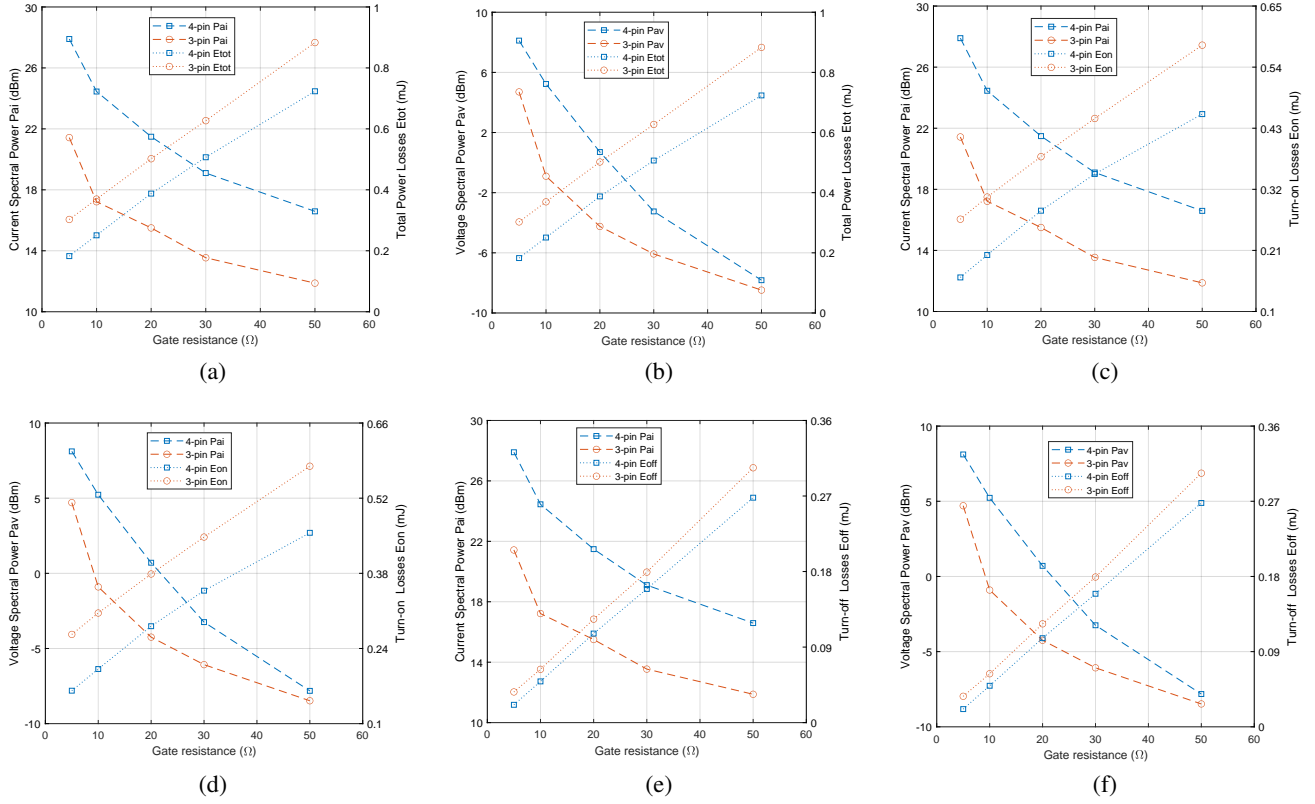 30
26
22
18
14
10
Current Spectral Power Pai (dBm)
4-pin Pai
3-pin Pai
4-pin Etot
3-pin Etot
1
0.8
0.6
0.4
0.2
0
Total Power Losses Etot (mJ)
0 10 20 30 40 50 60
Gate resistance (Ω)
(a)
10
6
2
-2
-6
-10
Voltage Spectral Power Pav (dBm)
4-pin Pav
3-pin Pav
4-pin Etot
3-pin Etot
1
0.8
0.6
0.4
0.2
0
Total Power Losses Etot (mJ)
0 10 20 30 40 50 60
Gate resistance (Ω)
(b)
30
26
22
18
14
10
Current Spectral Power Pai (dBm)
4-pin Pai
3-pin Pai
4-pin Eon
3-pin Eon
0.65
0.54
0.43
0.32
0.21
0.1
Turn-on Losses Eon (mJ)
0 10 20 30 40 50 60
Gate resistance (Ω)
(c)
10
5
0
-5
-10
Voltage Spectral Power Pav (dBm)
4-pin Pai
3-pin Pai
4-pin Eon
3-pin Eon
0.66
0.52
0.38
0.24
0.1
Turn-on Losses Eon (mJ)
0 10 20 30 40 50 60
Gate resistance (Ω)
(d)
30
26
22
18
14
10
Current Spectral Power Pai (dBm)
4-pin Pai
3-pin Pai
4-pin Eoff
3-pin Eoff
0.36
0.27
0.18
0.09
0
Turn-off Losses Eoff (mJ)
0 10 20 30 40 50 60
Gate resistance (Ω)
(e)
10
5
0
-5
-10
Voltage Spectral Power Pav (dBm)
4-pin Pav
3-pin Pav
4-pin Eoff
3-pin Eoff
0.36
0.27
0.18
0.09
0
Turn-off Losses Eoff (mJ)
0 10 20 30 40 50 60
Gate resistance (Ω)
(f)